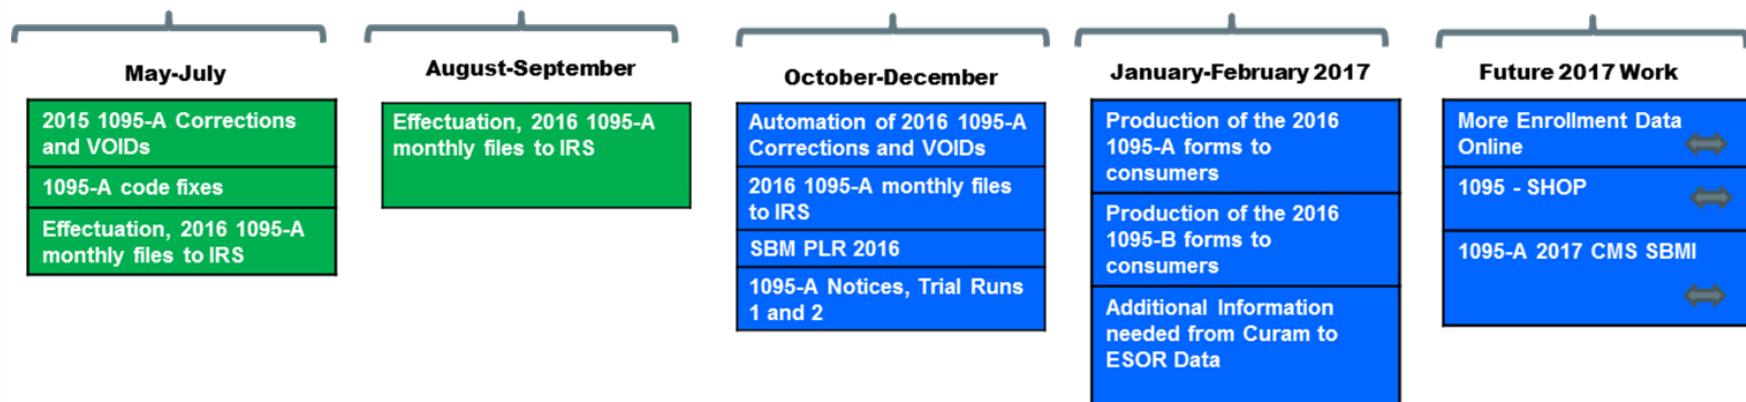 May-July
2015 1095-A Corrections
and VOIDs
1095-A code fixes
Effectuation, 2016 1095-A
monthly files to IRS
August-September
Effectuation, 2016 1095-A
monthly files to IRS
October-December
Automation of 2016 1095-A
Corrections and VOIDs
2016 1095-A monthly files
to IRS
SBM PLR 2016
1095-A Notices, Trial Runs
1 and 2
January-February 2017
Production of the 2016
1095-A forms to
consumers
Production of the 2016
1095-B forms to
consumers
Additional Information
needed from Curam to
ESOR Data
Future 2017 Work
More Enrollment Data
Online
1095 - SHOP
1095-A 2017 CMS SBMI